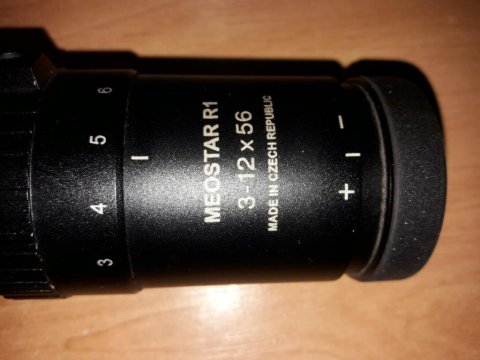 MEOSTAR R1
3-12 x 56
MADE IN CZECH REPUBLIC
3 4 5 6
+ | −